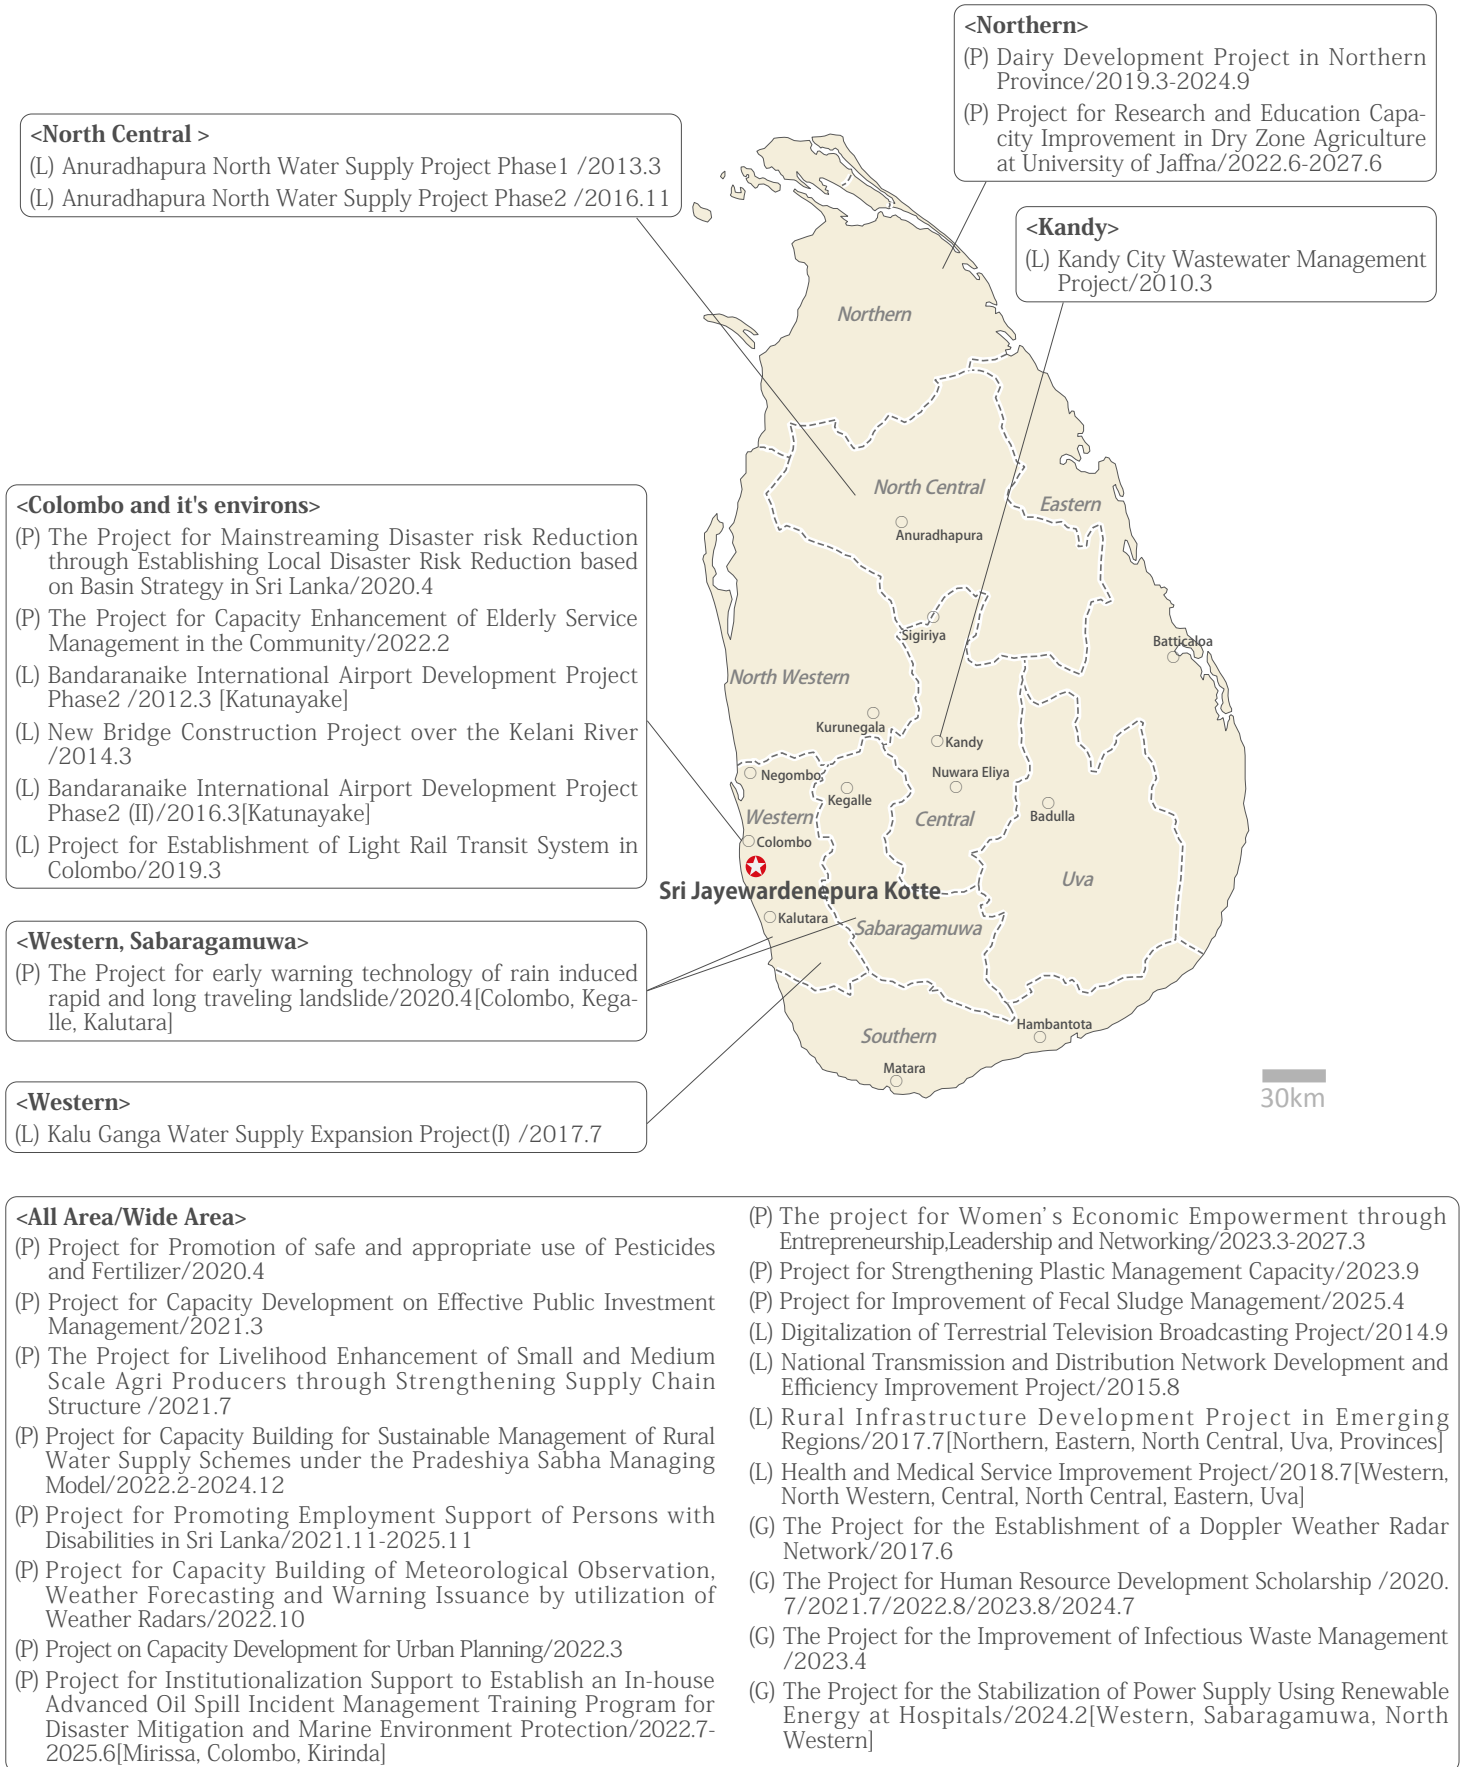 <Northern>
(P) Dairy Development Project in Northern
Province/2019.3-2024.9
(P) Project for Research and Education Capa-
city Improvement in Dry Zone Agriculture
at University of Jaffna/2022.6-2027.6
<North Central >
(L) Anuradhapura North Water Supply Project Phase1 /2013.3
(L) Anuradhapura North Water Supply Project Phase2 /2016.11
<Kandy>
(L) Kandy City Wastewater Management
Project/2010.3
<Colombo and it's environs>
(P) The Project for Mainstreaming Disaster risk Reduction
through Establishing Local Disaster Risk Reduction based
on Basin Strategy in Sri Lanka/2020.4
(P) The Project for Capacity Enhancement of Elderly Service
Management in the Community/2022.2
(L) Bandaranaike International Airport Development Project
Phase2 /2012.3 [Katunayake]
(L) New Bridge Construction Project over the Kelani River
/2014.3
(L) Bandaranaike International Airport Development Project
Phase2 (II)/2016.3[Katunayake]
(L) Project for Establishment of Light Rail Transit System in
Colombo/2019.3
<Western, Sabaragamuwa>
(P) The Project for early warning technology of rain induced
rapid and long traveling landslide/2020.4[Colombo, Kega-
lle, Kalutara]
<Western>
(L) Kalu Ganga Water Supply Expansion Project(I) /2017.7
Northern
North Central
Eastern
Anuradhapura
Sigiriya
Batticaloa
North Western
Kurunegala
Kandy
Negombo
Nuwara Eliya
Kegalle
Western
Central
Badulla
Colombo
Uva
Sri Jayewardenepura Kotte
Kalutara
Sabaragamuwa
Hambantota
Southern
Matara
30km
<All Area/Wide Area>
(P) Project for Promotion of safe and appropriate use of Pesticides
and Fertilizer/2020.4
(P) Project for Capacity Development on Effective Public Investment
Management/2021.3
(P) The Project for Livelihood Enhancement of Small and Medium
Scale Agri Producers through Strengthening Supply Chain
Structure /2021.7
(P) Project for Capacity Building for Sustainable Management of Rural
Water Supply Schemes under the Pradeshiya Sabha Managing
Model/2022.2-2024.12
(P) Project for Promoting Employment Support of Persons with
Disabilities in Sri Lanka/2021.11-2025.11
(P) Project for Capacity Building of Meteorological Observation,
Weather Forecasting and Warning Issuance by utilization of
Weather Radars/2022.10
(P) Project on Capacity Development for Urban Planning/2022.3
(P) Project for Institutionalization Support to Establish an In-house
Advanced Oil Spill Incident Management Training Program for
Disaster Mitigation and Marine Environment Protection/2022.7-
2025.6[Mirissa, Colombo, Kirinda]
(P) The project for Women's Economic Empowerment through
Entrepreneurship,Leadership and Networking/2023.3-2027.3
(P) Project for Strengthening Plastic Management Capacity/2023.9
(P) Project for Improvement of Fecal Sludge Management/2025.4
(L) Digitalization of Terrestrial Television Broadcasting Project/2014.9
(L) National Transmission and Distribution Network Development and
Efficiency Improvement Project/2015.8
(L) Rural Infrastructure Development Project in Emerging
Regions/2017.7[Northern, Eastern, North Central, Uva, Provinces]
(L) Health and Medical Service Improvement Project/2018.7[Western,
North Western, Central, North Central, Eastern, Uva]
(G) The Project for the Establishment of a Doppler Weather Radar
Network/2017.6
(G) The Project for Human Resource Development Scholarship /2020.
7/2021.7/2022.8/2023.8/2024.7
(G) The Project for the Improvement of Infectious Waste Management
/2023.4
(G) The Project for the Stabilization of Power Supply Using Renewable
Energy at Hospitals/2024.2[Western, Sabaragamuwa, North
Western]